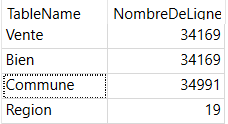 TableName NombreDeLigne
Vente 34169
Bien 34169
Commune 34991
Region 19